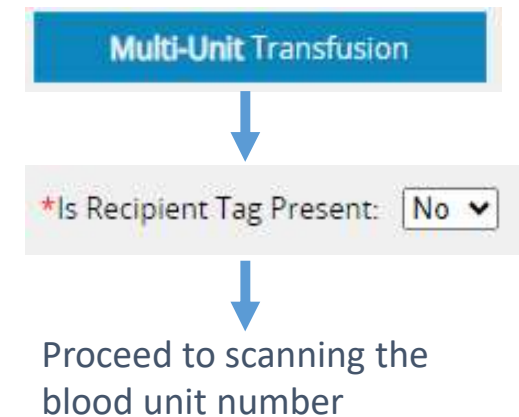 Multi-Unit Transfusion
*Is Recipient Tag Present: No
Proceed to scanning the
blood unit number